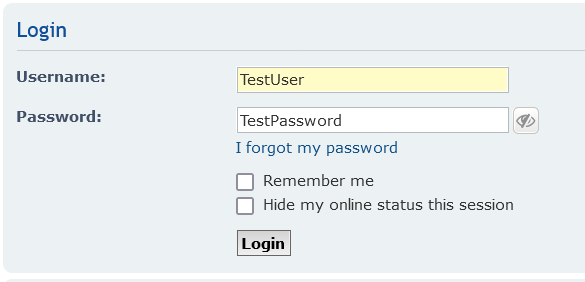 Login
Username: TestUser
Password: TestPassword
I forgot my password
Remember me
Hide my online status this session
Login